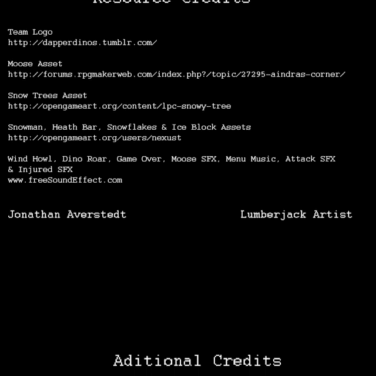 Resource Credits
Team Logo
http://dapperdinos.tumblr.com/
Moose Asset
http://forums.rpgmakerweb.com/index.php?/topic/27295-aindras-corner/
Snow Trees Asset
http://opengameart.org/content/lpc-snowy-tree
Snowman, Heath Bar, Snowflakes & Ice Block Assets
http://opengameart.org/users/nexust
Wind Howl, Dino Roar, Game Over, Moose SFX, Menu Music, Attack SFX
& Injured SFX
www.freeSoundEffect.com
Jonathan Averstedt Lumberjack Artist
Aditional Credits